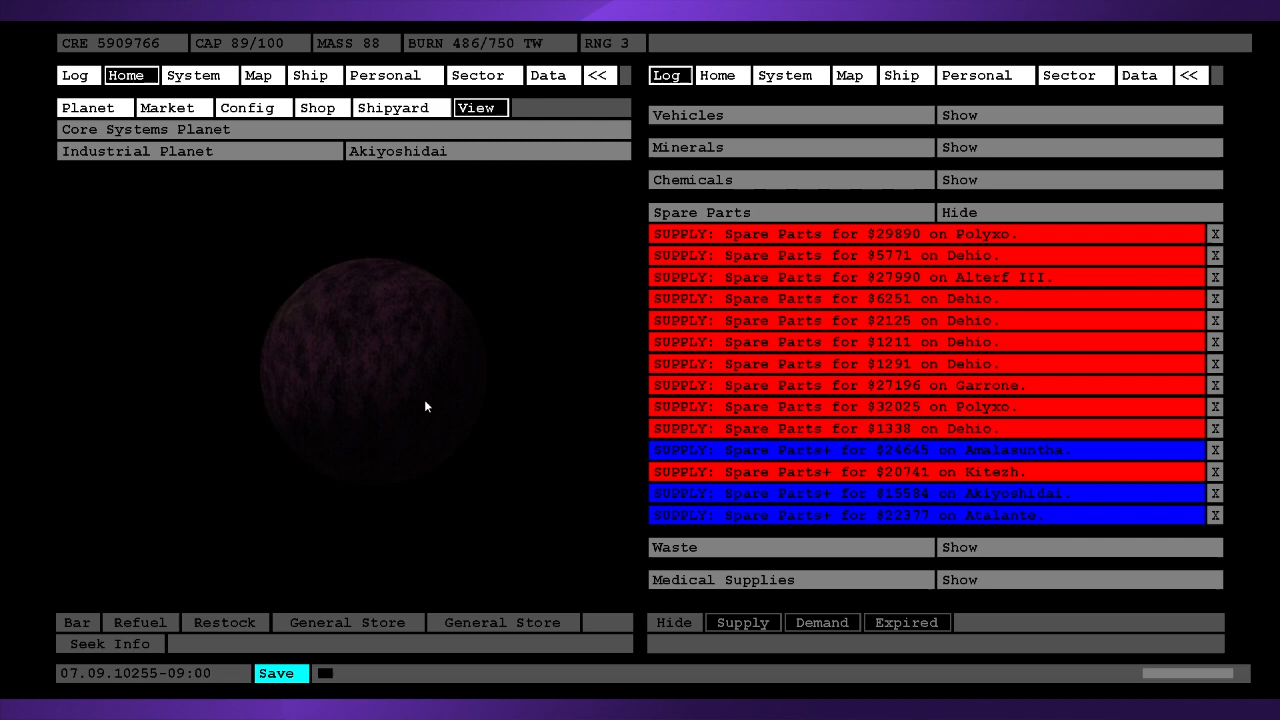 CRE 5909766 CAP 89/100 MASS 88 BURN 486/750 TW RNG 3
Log Home System Map Ship Personal Sector Data <<
Planet Market Config Shop Shipyard View
Core Systems Planet
Industrial Planet Akiyoshidai
Bar Refuel Restock General Store General Store
Seek Info
Log Home System Map Ship Personal Sector Data <<
Vehicles Show
Minerals Show
Chemicals Show
Spare Parts Hide
SUPPLY: Spare Parts for $29890 on Polyxo. X
SUPPLY: Spare Parts for $5771 on Dehio. X
SUPPLY: Spare Parts for $27990 on Alterf III. X
SUPPLY: Spare Parts for $6251 on Dehio. X
SUPPLY: Spare Parts for $2125 on Dehio. X
SUPPLY: Spare Parts for $1211 on Dehio. X
SUPPLY: Spare Parts for $1291 on Dehio. X
SUPPLY: Spare Parts for $27196 on Garrone. X
SUPPLY: Spare Parts for $32025 on Polyxo. X
SUPPLY: Spare Parts for $1338 on Dehio. X
SUPPLY: Spare Parts+ for $24645 on Amalasuntha. X
SUPPLY: Spare Parts+ for $20741 on Kitezh. X
SUPPLY: Spare Parts+ for $15584 on Akiyoshidai. X
SUPPLY: Spare Parts+ for $22377 on Atalante. X
Waste Show
Medical Supplies Show
Hide Supply Demand Expired
07.09.10255-09:00 Save